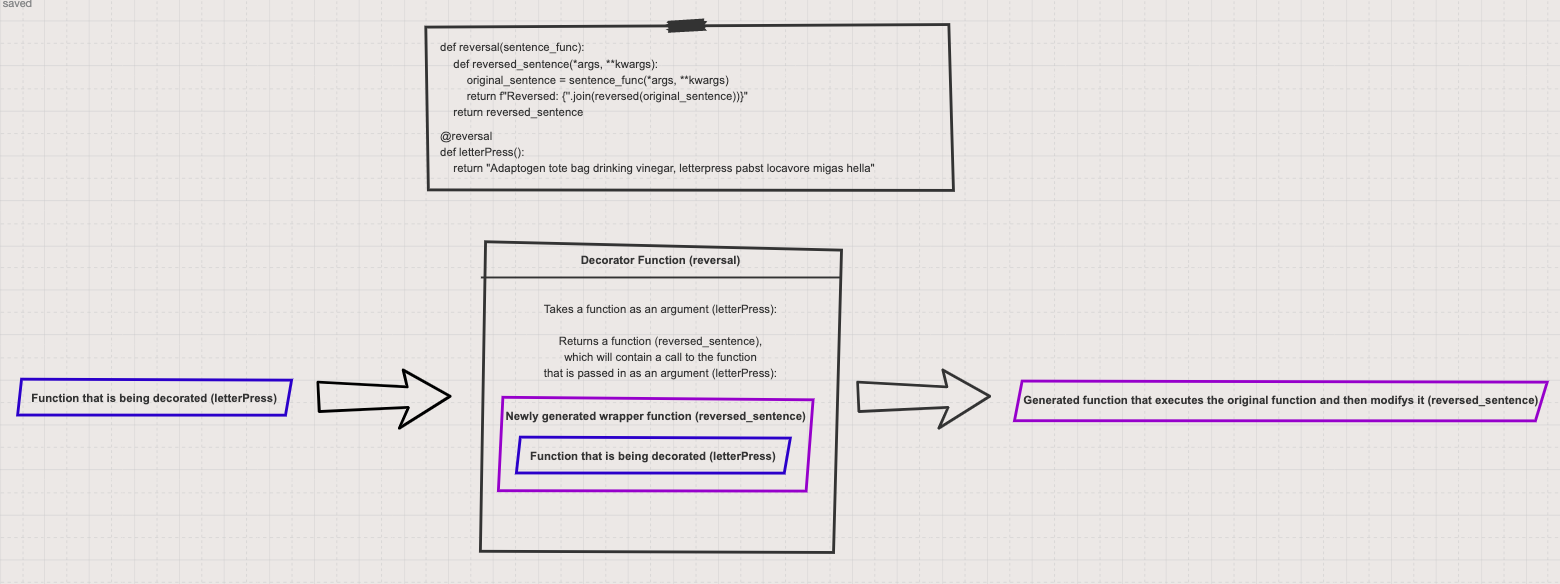 saved
def reversal(sentence_func):
    def reversed_sentence(*args, **kwargs):
        original_sentence = sentence_func(*args, **kwargs)
        return f"Reversed: {''.join(reversed(original_sentence))}"
    return reversed_sentence
@reversal
def letterPress():
    return "Adaptogen tote bag drinking vinegar, letterpress pabst locavore migas hella"
Function that is being decorated (letterPress)
Decorator Function (reversal)
Takes a function as an argument (letterPress):
Returns a function (reversed_sentence),
which will contain a call to the function
that is passed in as an argument (letterPress):
Newly generated wrapper function (reversed_sentence)
Function that is being decorated (letterPress)
Generated function that executes the original function and then modifys it (reversed_sentence)